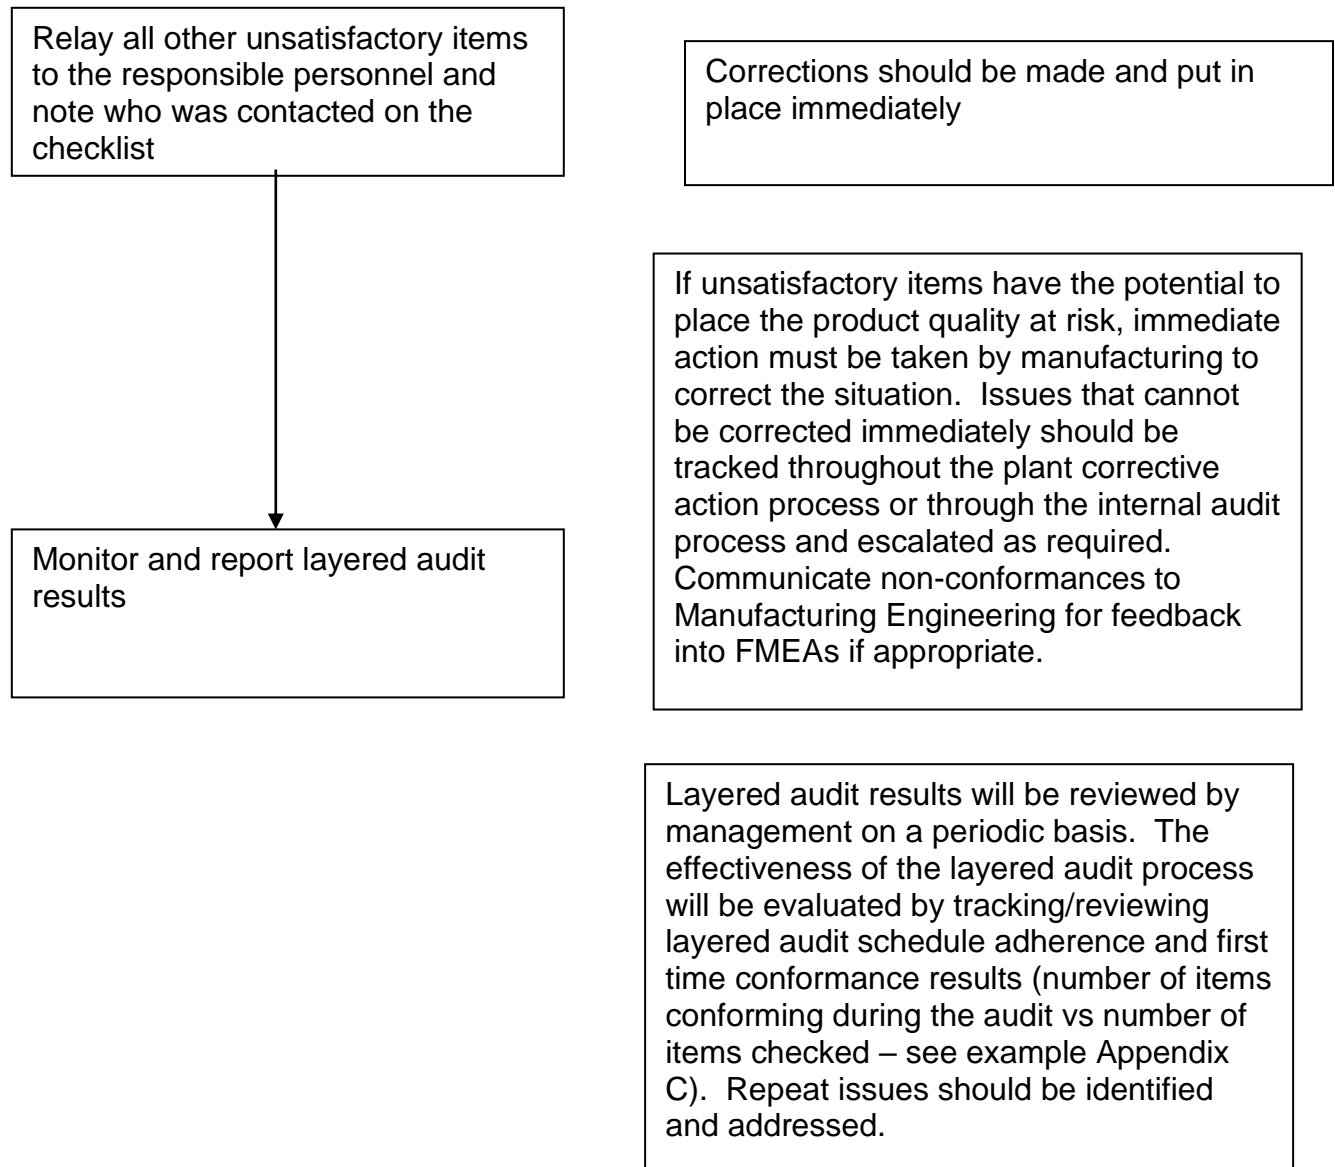 Relay all other unsatisfactory items
to the responsible personnel and
note who was contacted on the
checklist
Corrections should be made and put in
place immediately
If unsatisfactory items have the potential to
place the product quality at risk, immediate
action must be taken by manufacturing to
correct the situation.  Issues that cannot
be corrected immediately should be
tracked throughout the plant corrective
action process or through the internal audit
process and escalated as required.
Communicate non-conformances to
Manufacturing Engineering for feedback
into FMEAs if appropriate.
Monitor and report layered audit
results
Layered audit results will be reviewed by
management on a periodic basis.  The
effectiveness of the layered audit process
will be evaluated by tracking/reviewing
layered audit schedule adherence and first
time conformance results (number of items
conforming during the audit vs number of
items checked – see example Appendix
C).  Repeat issues should be identified
and addressed.